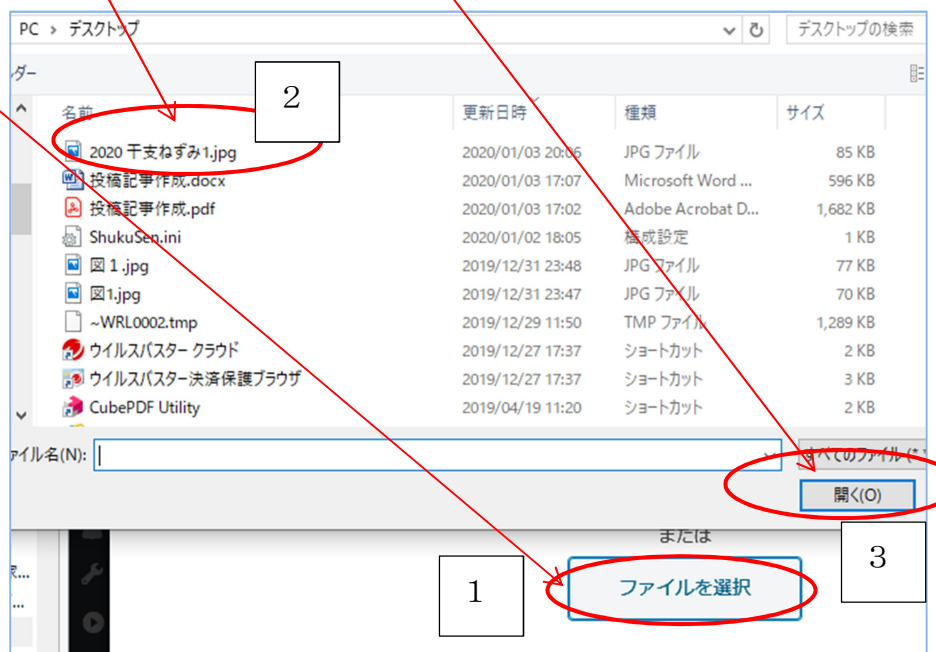 PC > デスクトップ デスクトップの検索
ダー
2
名前 更新日時 種類 サイズ
2020 干支ねずみ1.jpg 2020/01/03 20:06 JPG ファイル 85 KB
投稿記事作成.docx 2020/01/03 17:07 Microsoft Word ... 596 KB
投稿記事作成.pdf 2020/01/03 17:02 Adobe Acrobat D... 1,682 KB
ShukuSen.ini 2020/01/02 18:05 構成設定 1 KB
図１.jpg 2019/12/31 23:48 JPG ファイル 77 KB
図1.jpg 2019/12/31 23:47 JPG ファイル 70 KB
~WRL0002.tmp 2019/12/29 11:50 TMP ファイル 1,289 KB
ウイルスバスター クラウド 2019/12/27 17:37 ショートカット 2 KB
ウイルスバスター決済保護ブラウザ 2019/12/27 17:37 ショートカット 3 KB
CubePDF Utility 2019/04/19 11:20 ショートカット 2 KB
ァイル名(N): すべてのファイル (*.
開く(O)
または
3
1
ファイルを選択